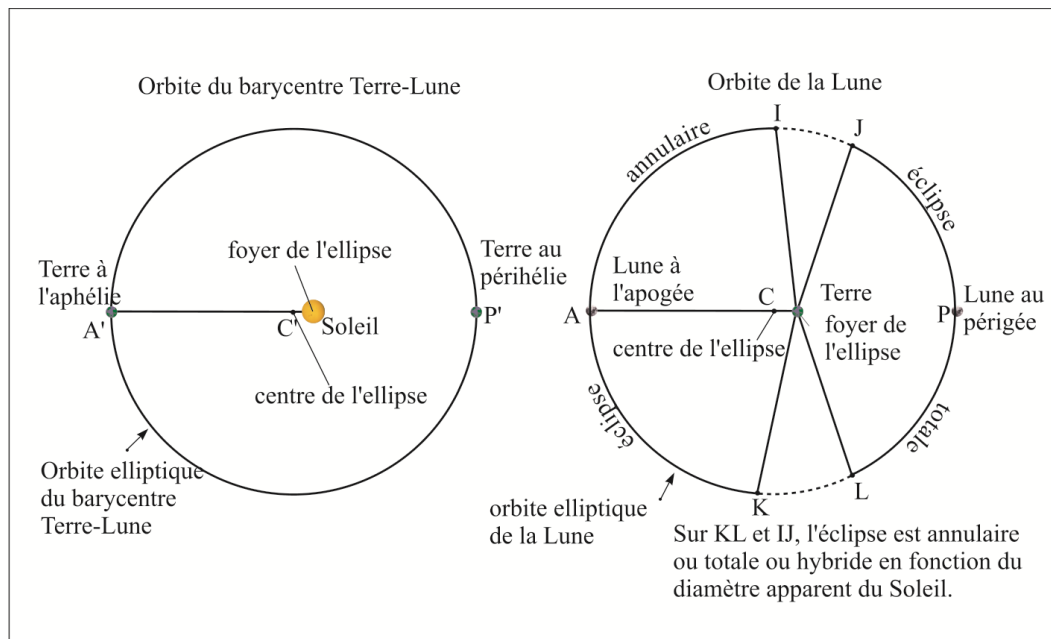 Orbite du barycentre Terre-Lune
Terre à
l'aphélie
A'
foyer de l'ellipse
C'
Soleil
Terre au
périhélie
P'
centre de l'ellipse
Orbite elliptique
du barycentre
Terre-Lune
Orbite de la Lune
I
J
annulaire
éclipse
Lune à
l'apogée
A
C
Terre
foyer de
l'ellipse
centre de l'ellipse
P
Lune au
périgée
éclipse
totale
K
L
orbite elliptique
de la Lune
Sur KL et IJ, l'éclipse est annulaire
ou totale ou hybride en fonction du
diamètre apparent du Soleil.